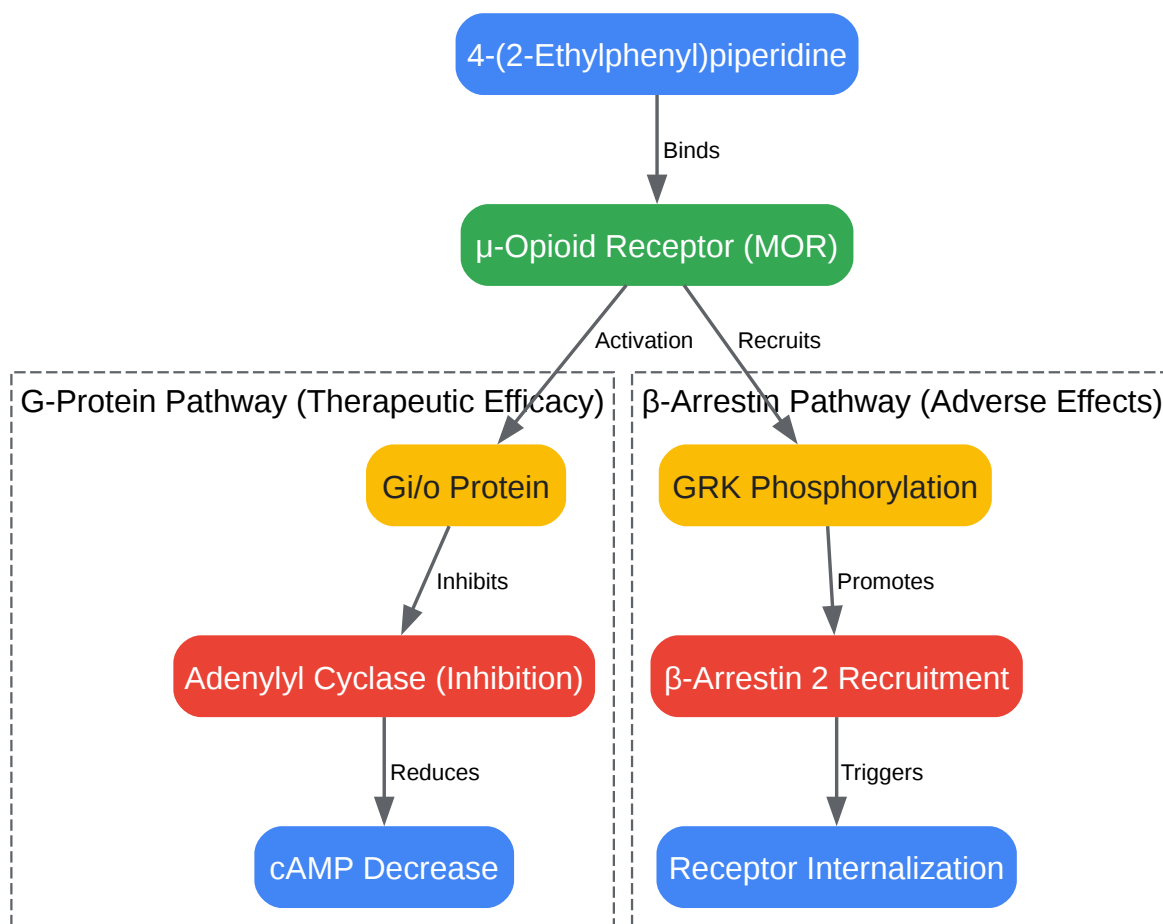 4-(2-Ethylphenyl)piperidine
Binds
μ-Opioid Receptor (MOR)
Activation
Recruits
G-Protein Pathway (Therapeutic Efficacy)
β-Arrestin Pathway (Adverse Effects)
Gi/o Protein
GRK Phosphorylation
Inhibits
Promotes
Adenylyl Cyclase (Inhibition)
β-Arrestin 2 Recruitment
Reduces
Triggers
cAMP Decrease
Receptor Internalization